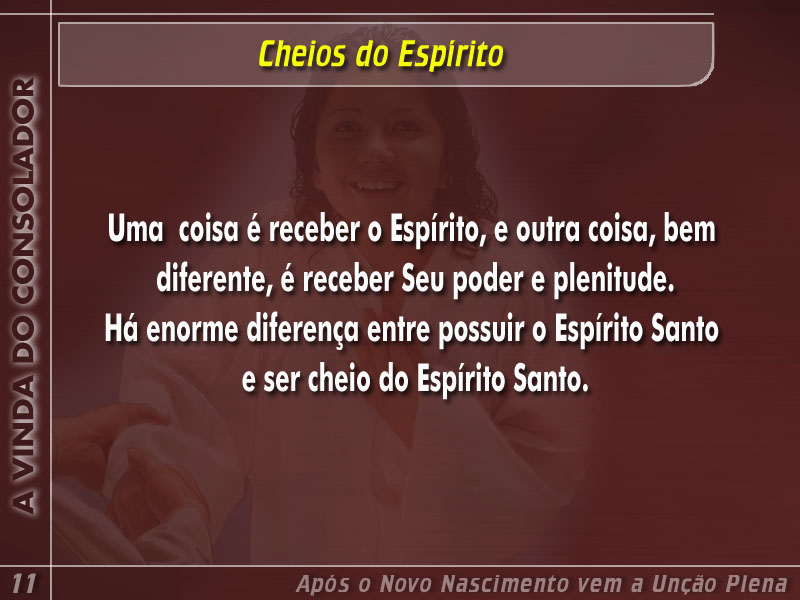 Cheios do Espírito
A VINDA DO CONSOLADOR
Uma  coisa é receber o Espírito, e outra coisa, bem
diferente, é receber Seu poder e plenitude.
Há enorme diferença entre possuir o Espírito Santo
e ser cheio do Espírito Santo.
11
Após o Novo Nascimento vem a Unção Plena